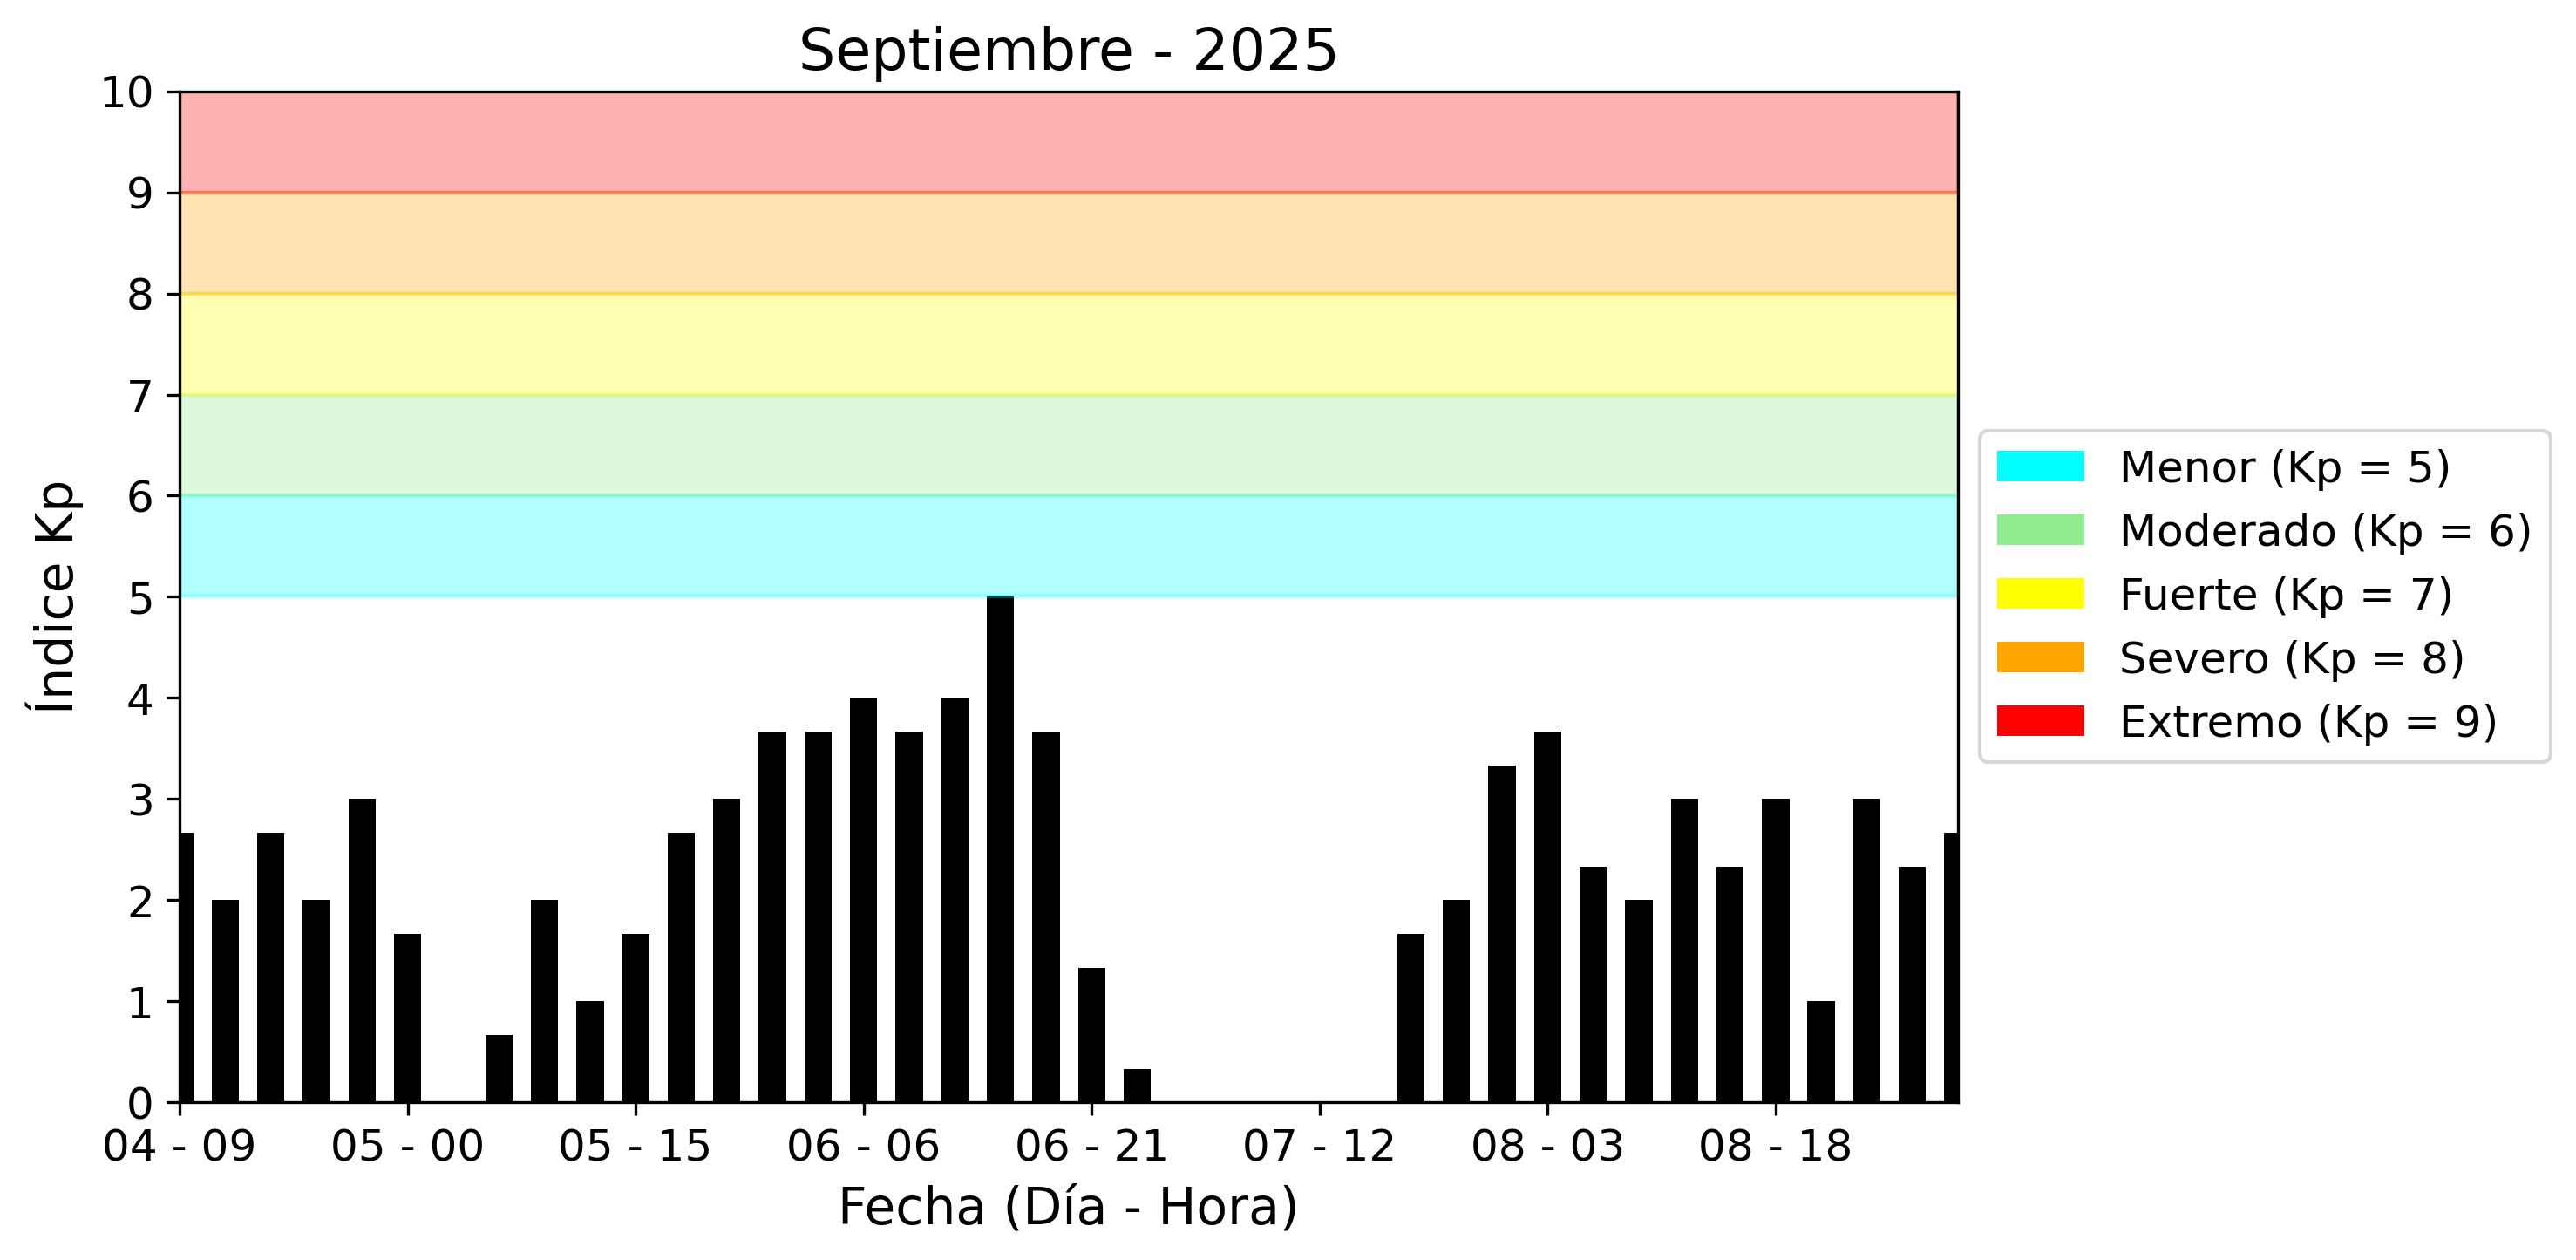 Septiembre - 2025
10
9
8
7
6
5
4
3
2
1
0
Índice Kp
04 - 09
05 - 00
05 - 15
06 - 06
06 - 21
07 - 12
08 - 03
08 - 18
Fecha (Día - Hora)
Menor (Kp = 5)
Moderado (Kp = 6)
Fuerte (Kp = 7)
Severo (Kp = 8)
Extremo (Kp = 9)